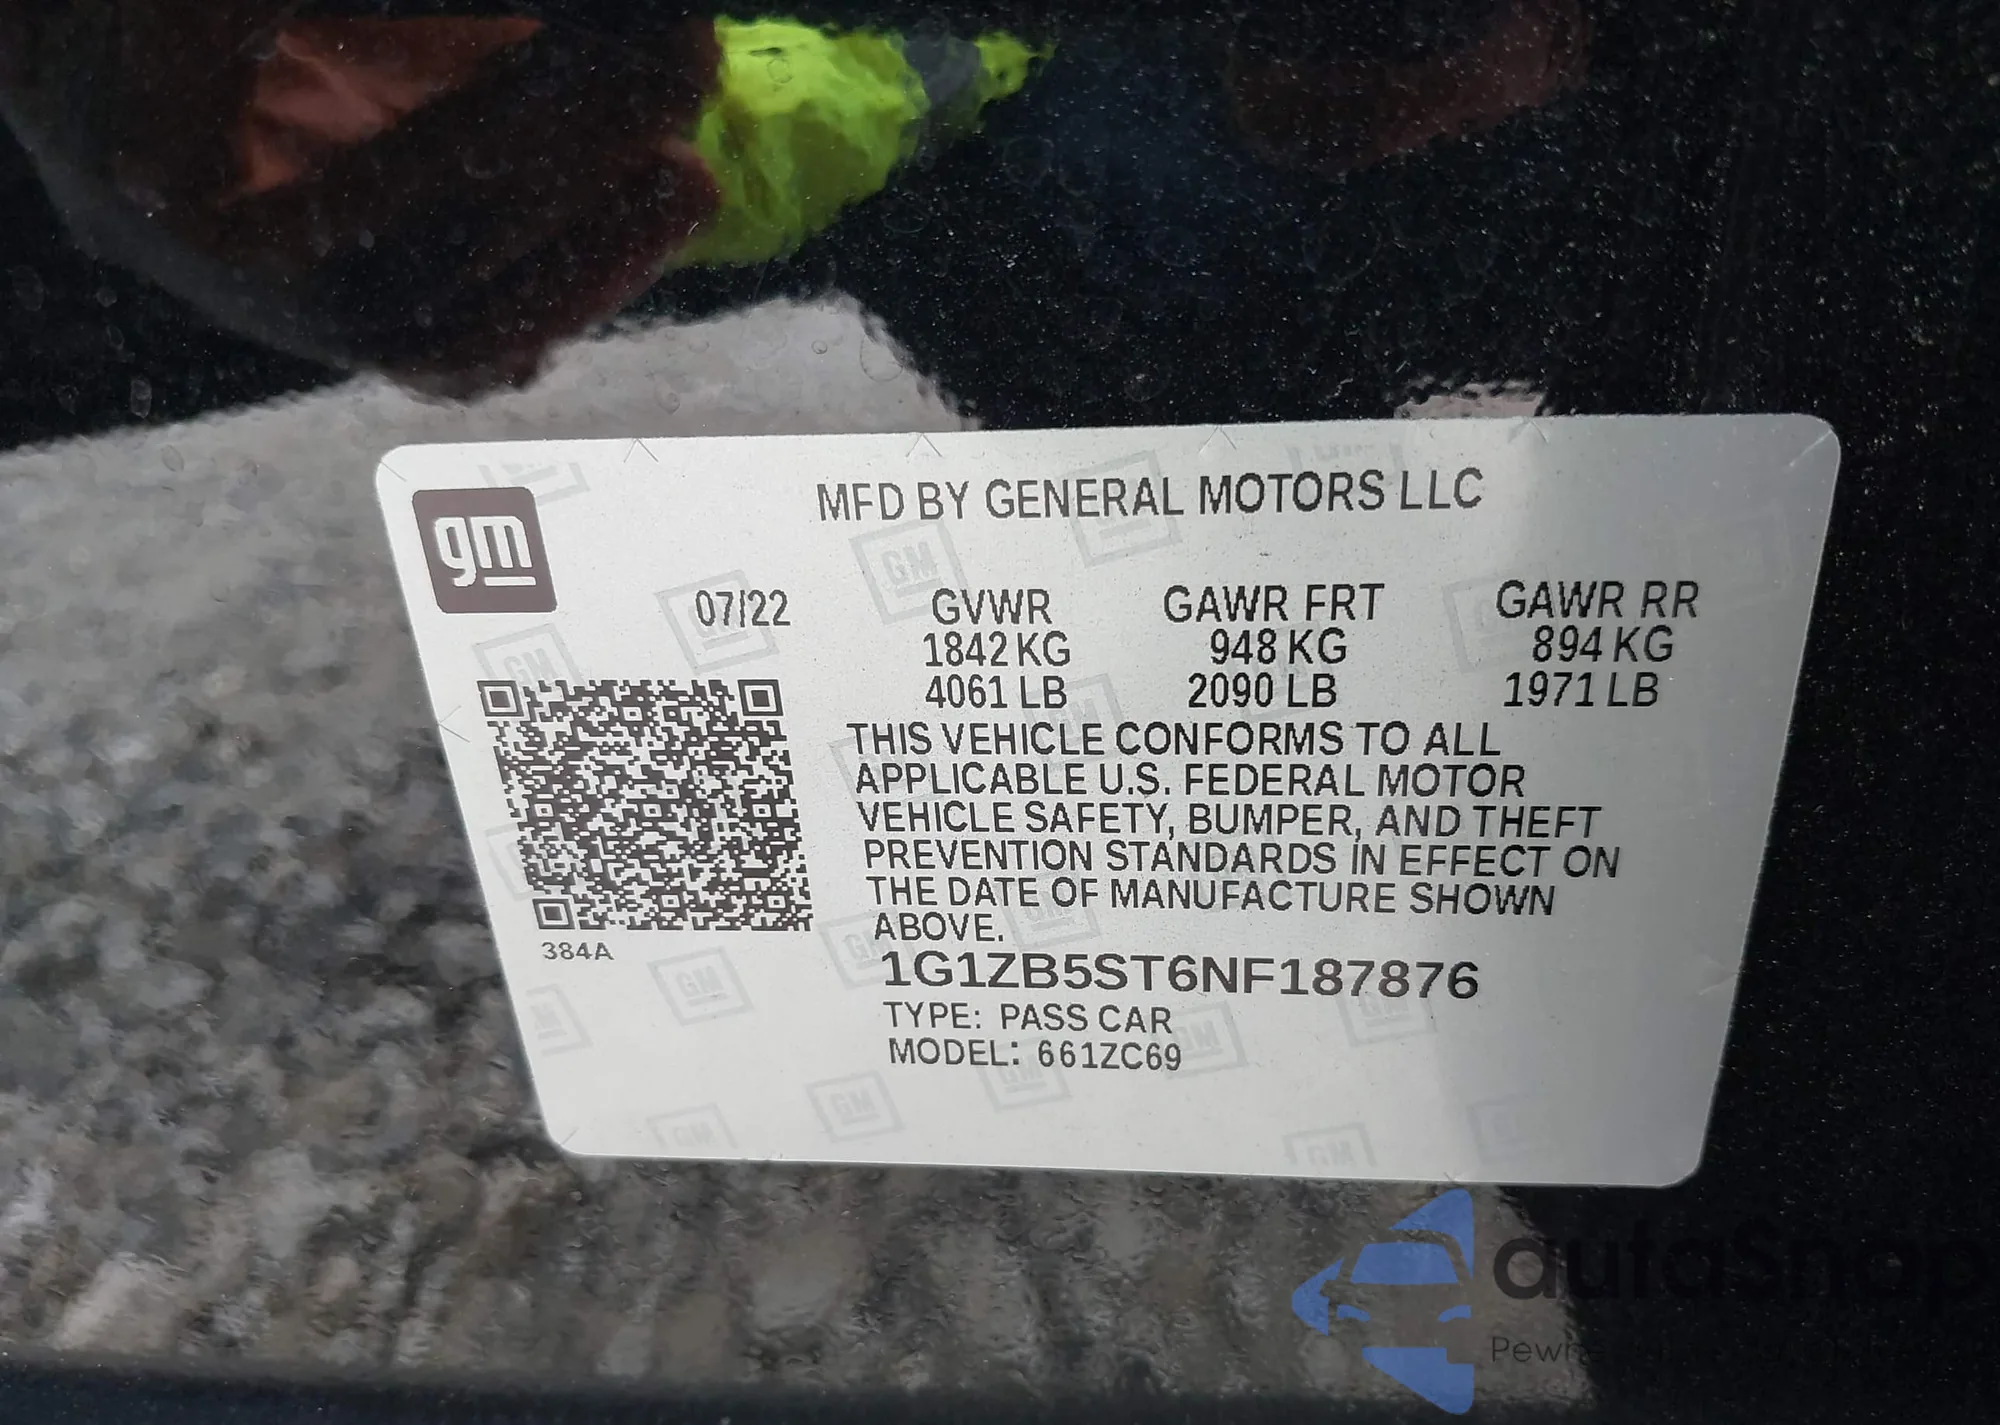 gm
MFD BY GENERAL MOTORS LLC
07/22
GVWR GAWR FRT GAWR RR
1842 KG 948 KG 894 KG
4061 LB 2090 LB 1971 LB
THIS VEHICLE CONFORMS TO ALL
APPLICABLE U.S. FEDERAL MOTOR
VEHICLE SAFETY, BUMPER, AND THEFT
PREVENTION STANDARDS IN EFFECT ON
THE DATE OF MANUFACTURE SHOWN
ABOVE.
384A
1G1ZB5ST6NF187876
TYPE: PASS CAR
MODEL: 661ZC69